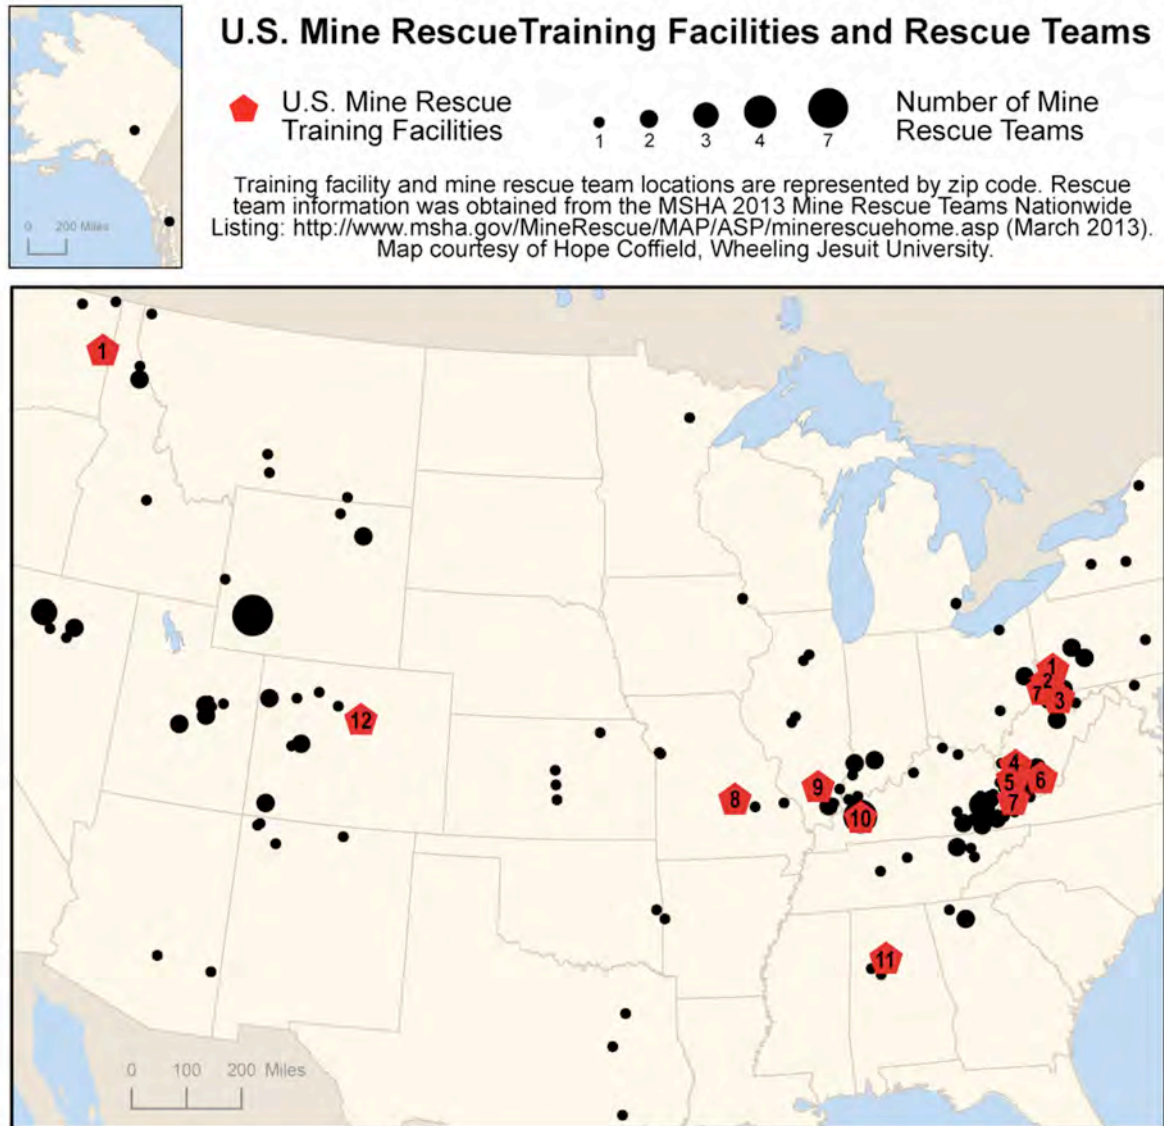 U.S. Mine RescueTraining Facilities and Rescue Teams
U.S. Mine Rescue
Training Facilities
1 2 3 4 7
Number of Mine
Rescue Teams
Training facility and mine rescue team locations are represented by zip code. Rescue
team information was obtained from the MSHA 2013 Mine Rescue Teams Nationwide
Listing: http://www.msha.gov/MineRescue/MAP/ASP/minerescuehome.asp (March 2013).
Map courtesy of Hope Coffield, Wheeling Jesuit University.
0 200 Miles
1
1
2
7
3
12
4
5
6
7
8
9
10
11
0 100 200 Miles